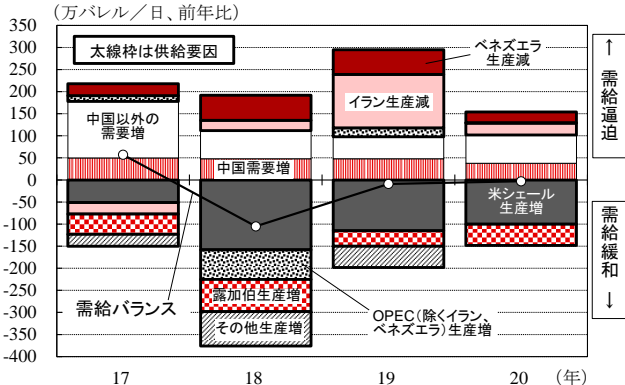 (万バレル／日、前年比)
350
300
250
200
150
100
50
0
-50
-100
-150
-200
-250
-300
-350
-400
太線枠は供給要因
ベネズエラ
生産減
イラン生産減
中国以外の
需要増
中国需要増
米シェール
生産増
需給バランス
露加伯生産増
その他生産増
OPEC（除くイラン、
ベネズエラ）生産増
↑ 需給逼迫
需給緩和 ↓
17
18
19
20
(年)